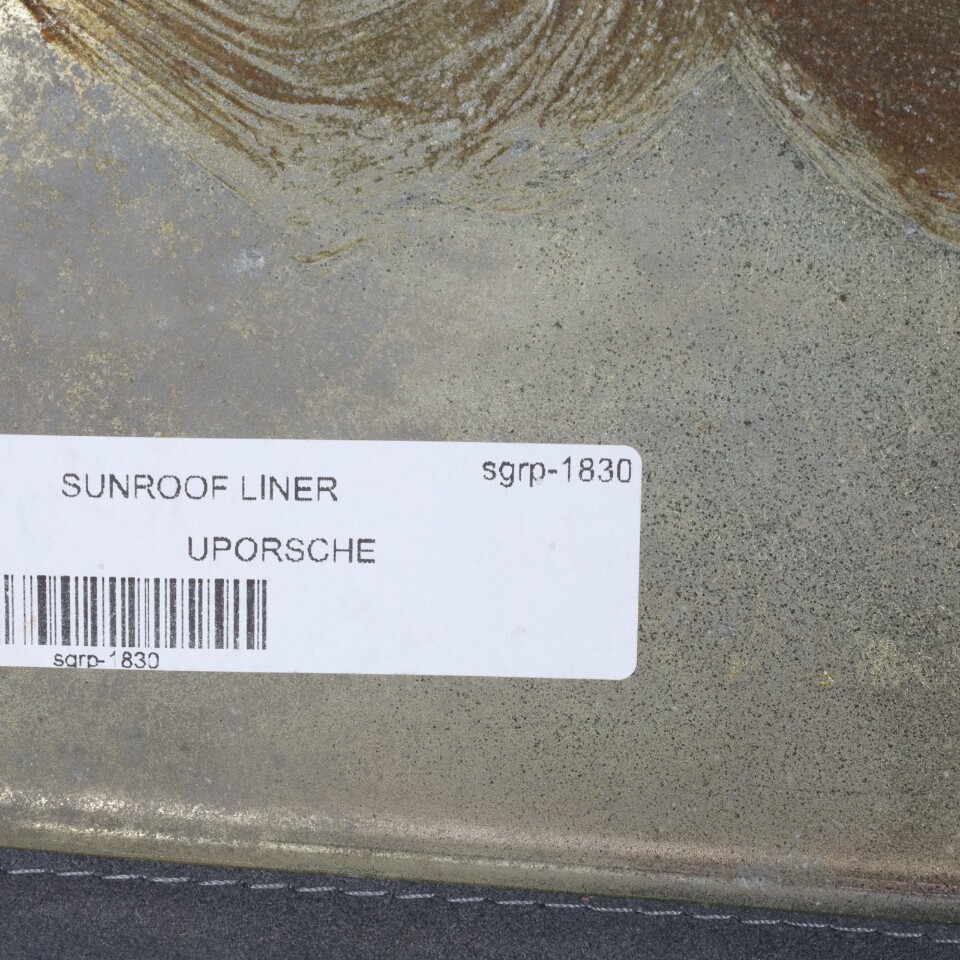 sgrp-1830
SUNROOF LINER
UPORSCHE
sgrp-1830